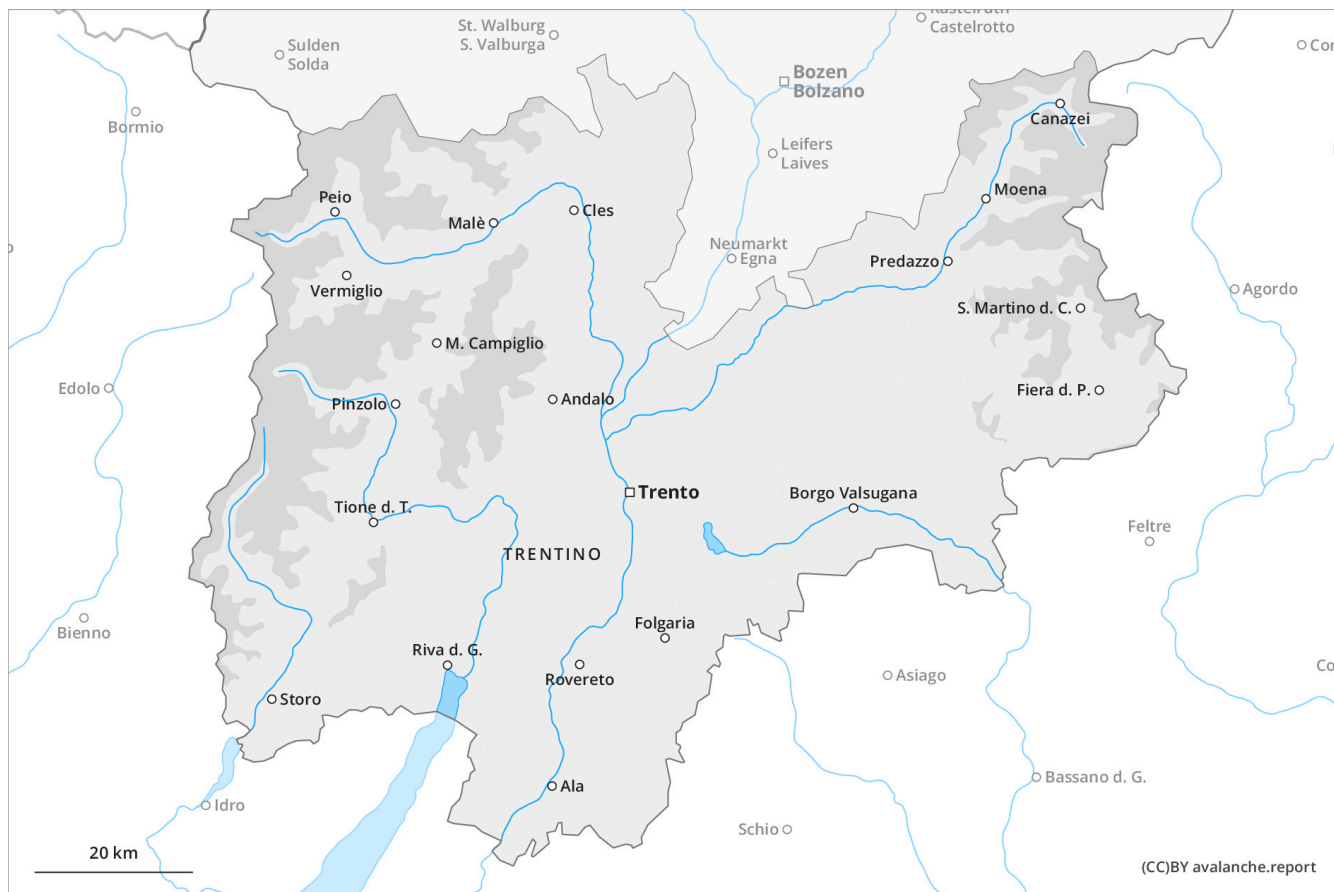 St. Walburg
S. Valburga
Castelrotto
Sulden
Solda
Bozen
Bolzano
Bormio
Canazei
Leifers
Laives
Peio
Malè
Cles
Moena
Neumarkt
Egna
Predazzo
Vermiglio
Agordo
S. Martino d. C.
M. Campiglio
Edolo
Pinzolo
Andalo
Fiera d. P.
Trento
Borgo Valsugana
Tione d. T.
Feltre
TRENTINO
Bienno
Folgaria
Riva d. G.
Rovereto
Asiago
Storo
Ala
Bassano d. G.
Idro
Schio
20 km
(CC)BY avalanche.report